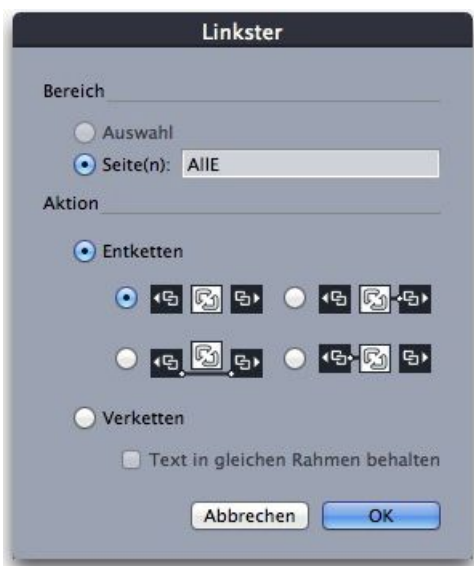 Linkster
Bereich
Auswahl
Seite(n): AllE
Aktion
Entketten
Verketten
Text in gleichen Rahmen behalten
Abbrechen OK